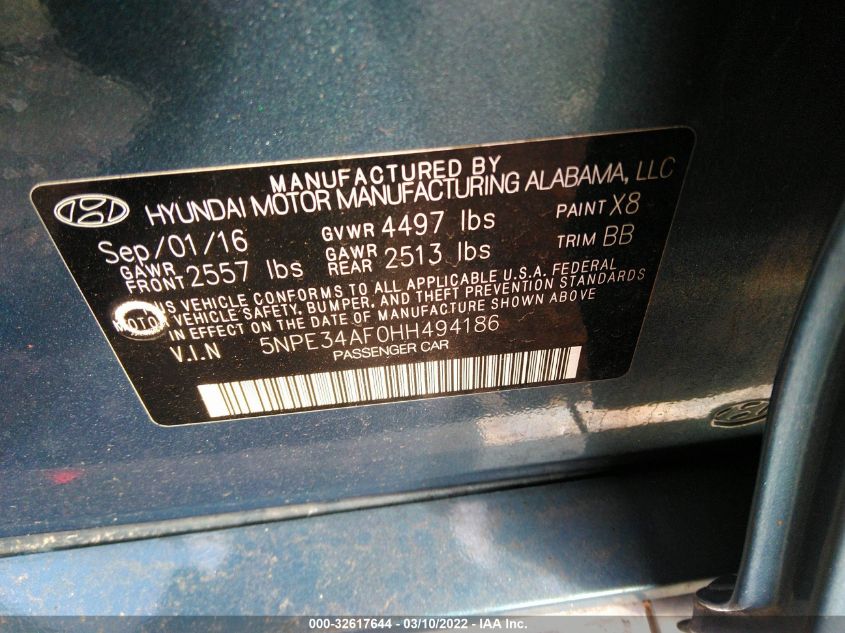 MANUFACTURED BY
HYUNDAI MOTOR MANUFACTURING ALABAMA, LLC
Sep/01/16 GVWR 4497 lbs PAINT X8
GAWR FRONT 2557 lbs GAWR REAR 2513 lbs TRIM BB
VEHICLE CONFORMS TO ALL APPLICABLE U.S.A. FEDERAL
MOTOR VEHICLE SAFETY, BUMPER, AND THEFT PREVENTION STANDARDS
IN EFFECT ON THE DATE OF MANUFACTURE SHOWN ABOVE
V.I.N 5NPE34AF0HH494186
PASSENGER CAR
000-32617644 - 03/10/2022 - IAA Inc.